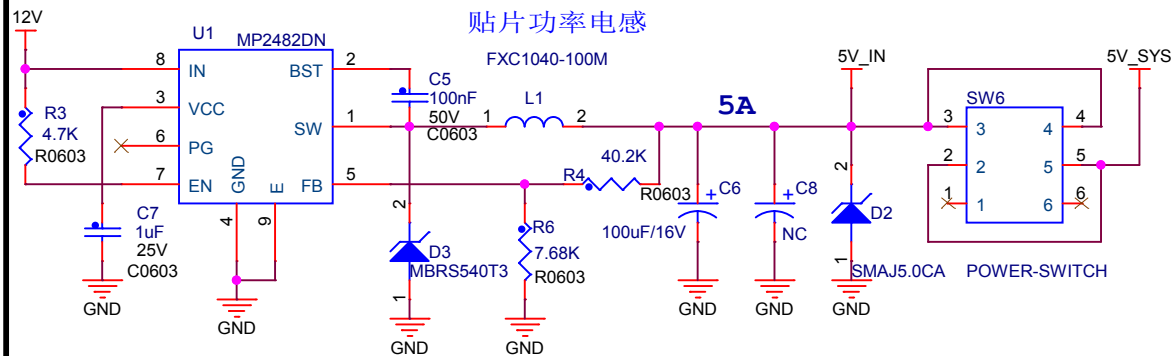 贴片功率电感
12V
U1
MP2482DN
FXC1040-100M
5V_IN
5V_SYS
8
IN
BST
2
C5
100nF
50V
C0603
L1
1
2
5A
SW6
R3
4.7K
R0603
3
VCC
SW
1
3
3
4
4
6
PG
2
2
5
5
7
EN
GND
E
FB
5
R4
40.2K
R0603
1
1
6
6
C7
1uF
25V
C0603
4
9
2
D3
MBRS540T3
1
R6
7.68K
R0603
C6
100uF/16V
C8
NC
2
D2
1
SMAJ5.0CA
POWER-SWITCH
GND
GND
GND
GND
GND
GND
GND